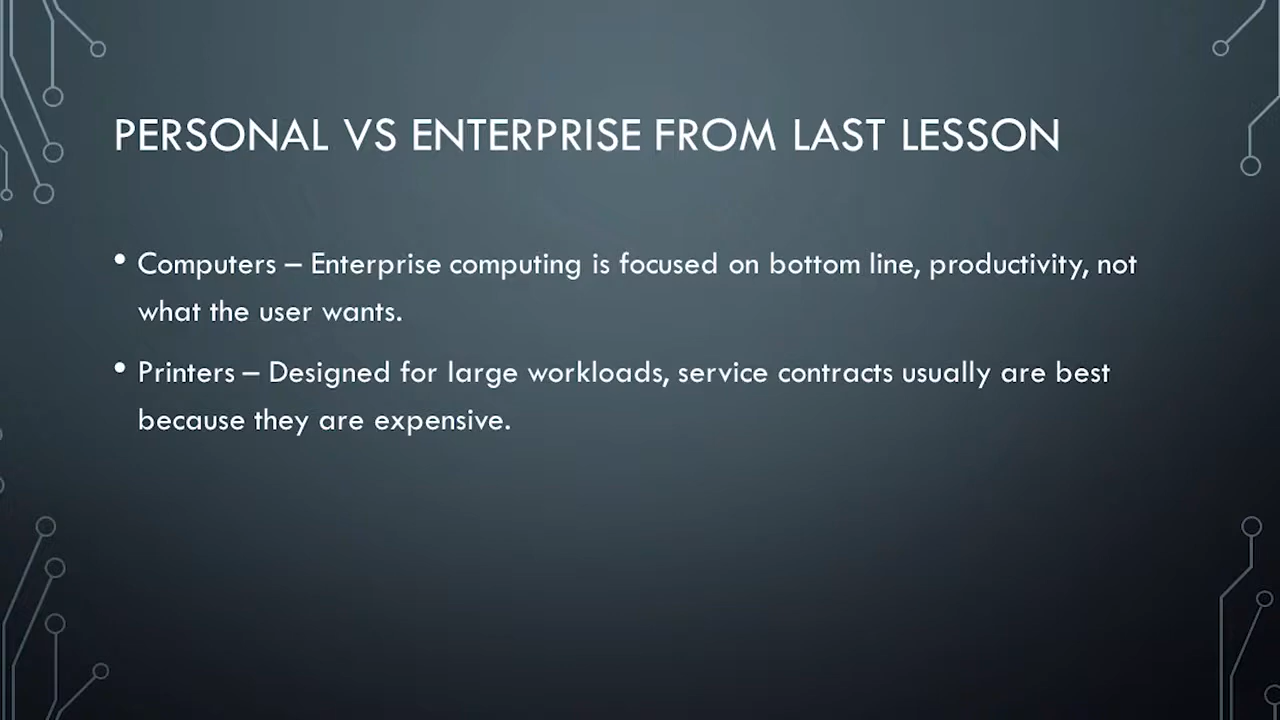 PERSONAL VS ENTERPRISE FROM LAST LESSON
• Computers – Enterprise computing is focused on bottom line, productivity, not
what the user wants.
• Printers – Designed for large workloads, service contracts usually are best
because they are expensive.